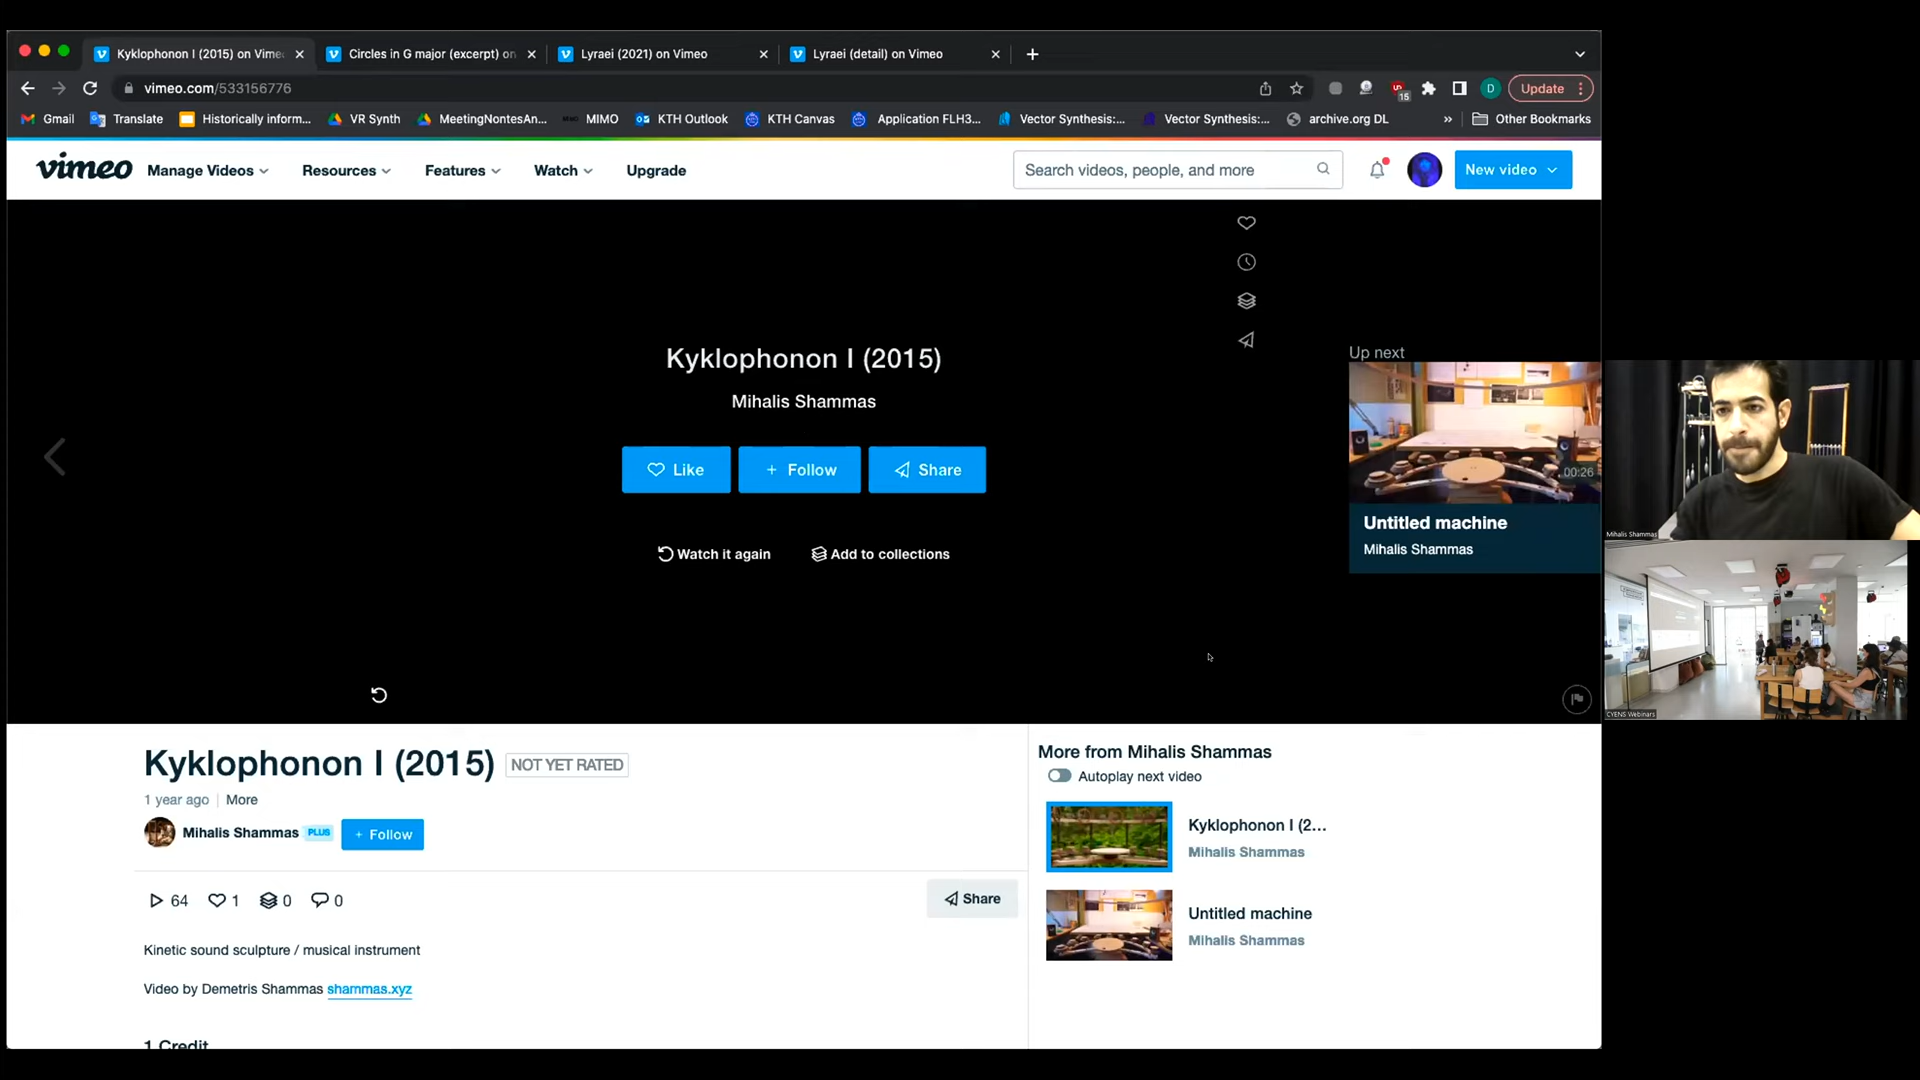 Kyklophonon I (2015) on Vime
Circles in G major (excerpt) on
Lyraei (2021) on Vimeo
Lyraei (detail) on Vimeo
vimeo.com/533156776
15
D
Update
Gmail
Translate
Historically inform...
VR Synth
MeetingNontesAn...
MIMO
KTH Outlook
KTH Canvas
Application FLH3...
Vector Synthesis:...
Vector Synthesis:...
archive.org DL
»
Other Bookmarks
vimeo
Manage Videos
Resources
Features
Watch
Upgrade
Search videos, people, and more
New video
Kyklophonon I (2015)
Mihalis Shammas
Like
+ Follow
Share
Watch it again
Add to collections
Up next
00:26
Untitled machine
Mihalis Shammas
Mihalis Shammas
CYENS Webinars
Kyklophonon I (2015)
NOT YET RATED
1 year ago
More
Mihalis Shammas
PLUS
+ Follow
64
1
0
0
Share
Kinetic sound sculpture / musical instrument
Video by Demetris Shammas shammas.xyz
1 Credit
More from Mihalis Shammas
Autoplay next video
Kyklophonon I (2...
Mihalis Shammas
Untitled machine
Mihalis Shammas